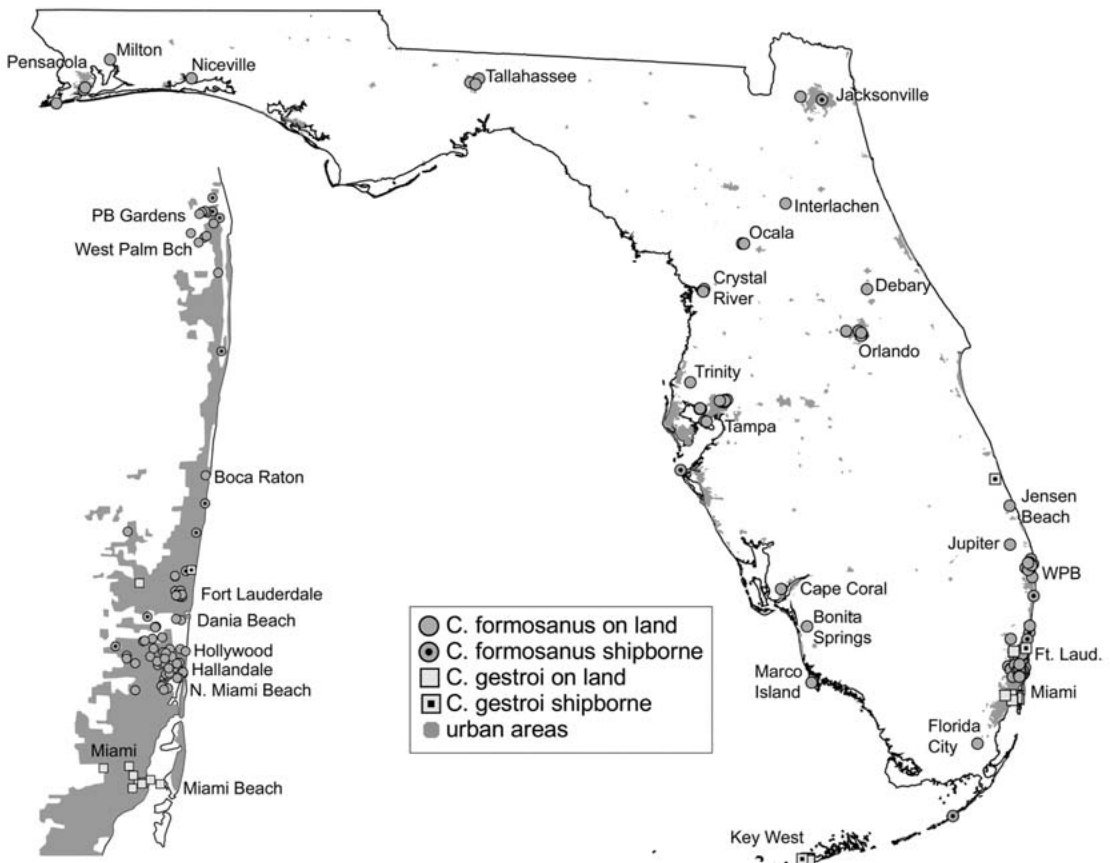 Milton
Pensacola
Niceville
Tallahassee
Jacksonville
Interlachen
Ocala
Crystal
River
Debary
Orlando
Trinity
Tampa
Jensen
Beach
Jupiter
WPB
Cape Coral
Bonita
Springs
Ft. Laud.
Marco
Island
Miami
Florida
City
Key West
PB Gardens
West Palm Bch
Boca Raton
Fort Lauderdale
Dania Beach
Hollywood
Hallandale
N. Miami Beach
Miami
Miami Beach
C. formosanus on land
C. formosanus shipborne
C. gestroi on land
C. gestroi shipborne
urban areas